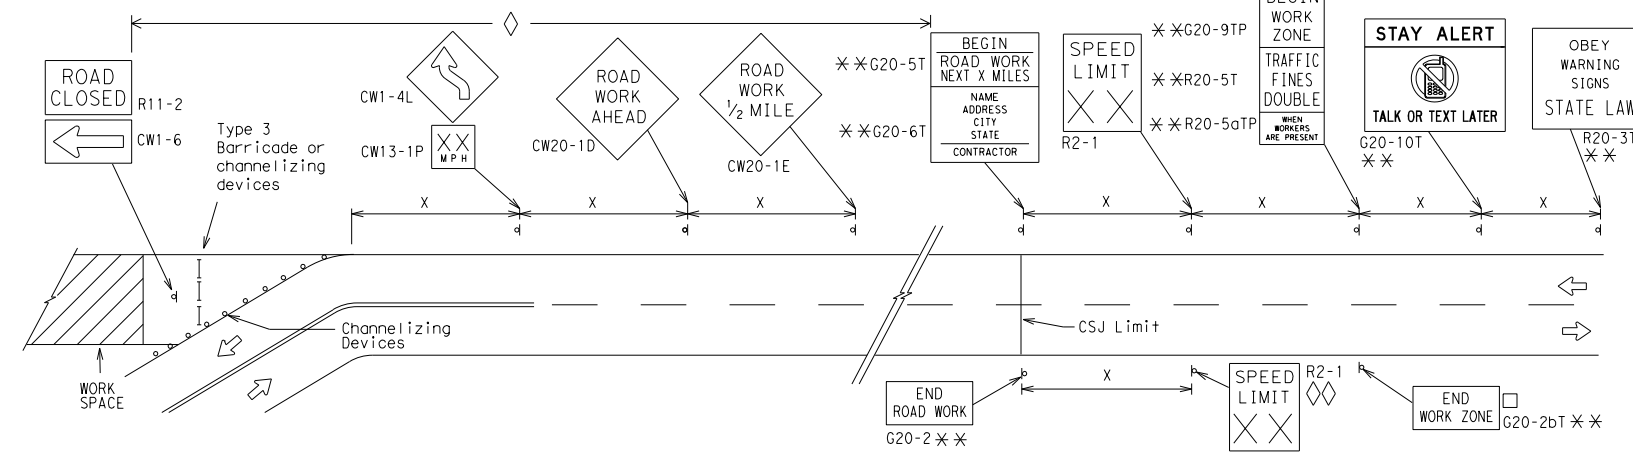 ROAD
CLOSED
R11-2
CW1-6
Type 3
Barricade or
channelizing
devices
CW1-4L
XX
MPH
CW13-1P
ROAD
WORK
AHEAD
CW20-1D
ROAD
WORK
1/2 MILE
CW20-1E
**G20-5T
**G20-6T
BEGIN
ROAD WORK
NEXT X MILES
NAME
ADDRESS
CITY
STATE
CONTRACTOR
SPEED
LIMIT
XX
R2-1
**G20-9TP
**R20-5T
**R20-5aTP
BEGIN
WORK
ZONE
TRAFFIC
FINES
DOUBLE
WHEN
WORKERS
ARE PRESENT
STAY ALERT
TALK OR TEXT LATER
G20-10T
**
OBEY
WARNING
SIGNS
STATE LAW
R20-3T
**
X
X
X
X
X
X
X
Channelizing
Devices
CSJ Limit
WORK
SPACE
X
END
ROAD WORK
G20-2**
SPEED
LIMIT
XX
R2-1
END
WORK ZONE
G20-2bT **